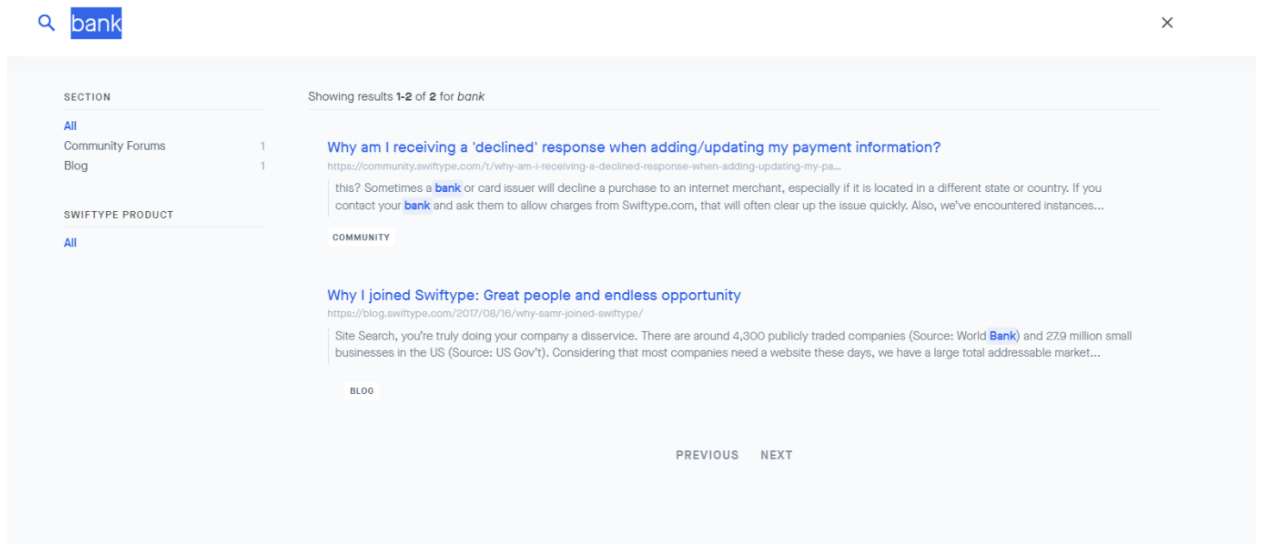 bank
SECTION
All
Community Forums 1
Blog 1
SWIFTYPE PRODUCT
All
Showing results 1-2 of 2 for bank
Why am I receiving a 'declined' response when adding/updating my payment information?
https://community.swiftype.com/t/why-am-i-receiving-a-declined-response-when-adding-updating-my-pa...
this? Sometimes a bank or card issuer will decline a purchase to an internet merchant, especially if it is located in a different state or country. If you
contact your bank and ask them to allow charges from Swiftype.com, that will often clear up the issue quickly. Also, we've encountered instances...
COMMUNITY
Why I joined Swiftype: Great people and endless opportunity
https://blog.swiftype.com/2017/08/16/why-samr-joined-swiftype/
Site Search, you're truly doing your company a disservice. There are around 4,300 publicly traded companies (Source: World Bank) and 27.9 million small
businesses in the US (Source: US Gov't). Considering that most companies need a website these days, we have a large total addressable market...
BLOG
PREVIOUS NEXT